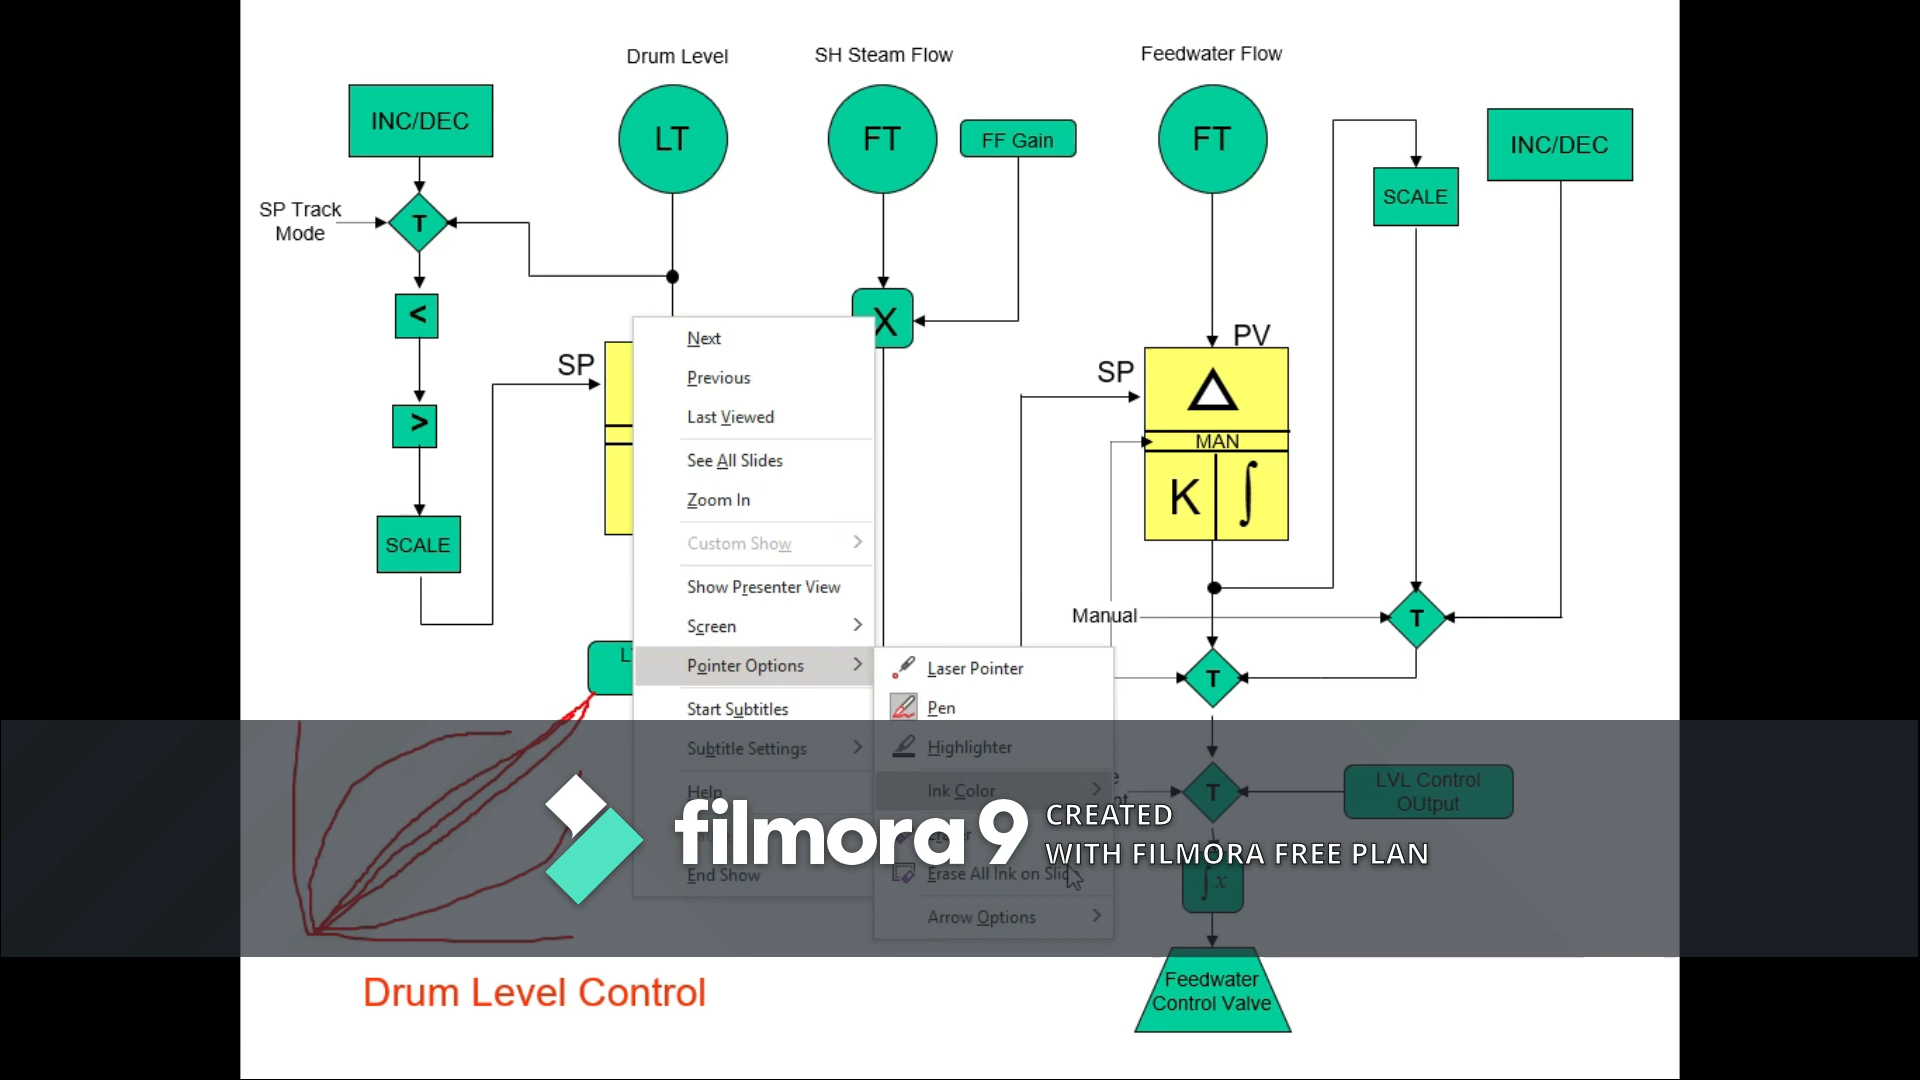 Drum Level
SH Steam Flow
Feedwater Flow
INC/DEC
LT
FT
FF Gain
FT
INC/DEC
SCALE
SP Track
Mode
T
<
X
>
SP
SP
PV
MAN
K
∫
SCALE
Manual
T
T
T
LVL Control
OUtput
∫x
Feedwater
Control Valve
Next
Previous
Last Viewed
See All Slides
Zoom In
Custom Show
Show Presenter View
Screen
Pointer Options
Start Subtitles
Subtitle Settings
Help
End Show
Laser Pointer
Pen
Highlighter
Ink Color
Erase All Ink on Slide
Arrow Options
filmora9
CREATED
WITH FILMORA FREE PLAN
Drum Level Control